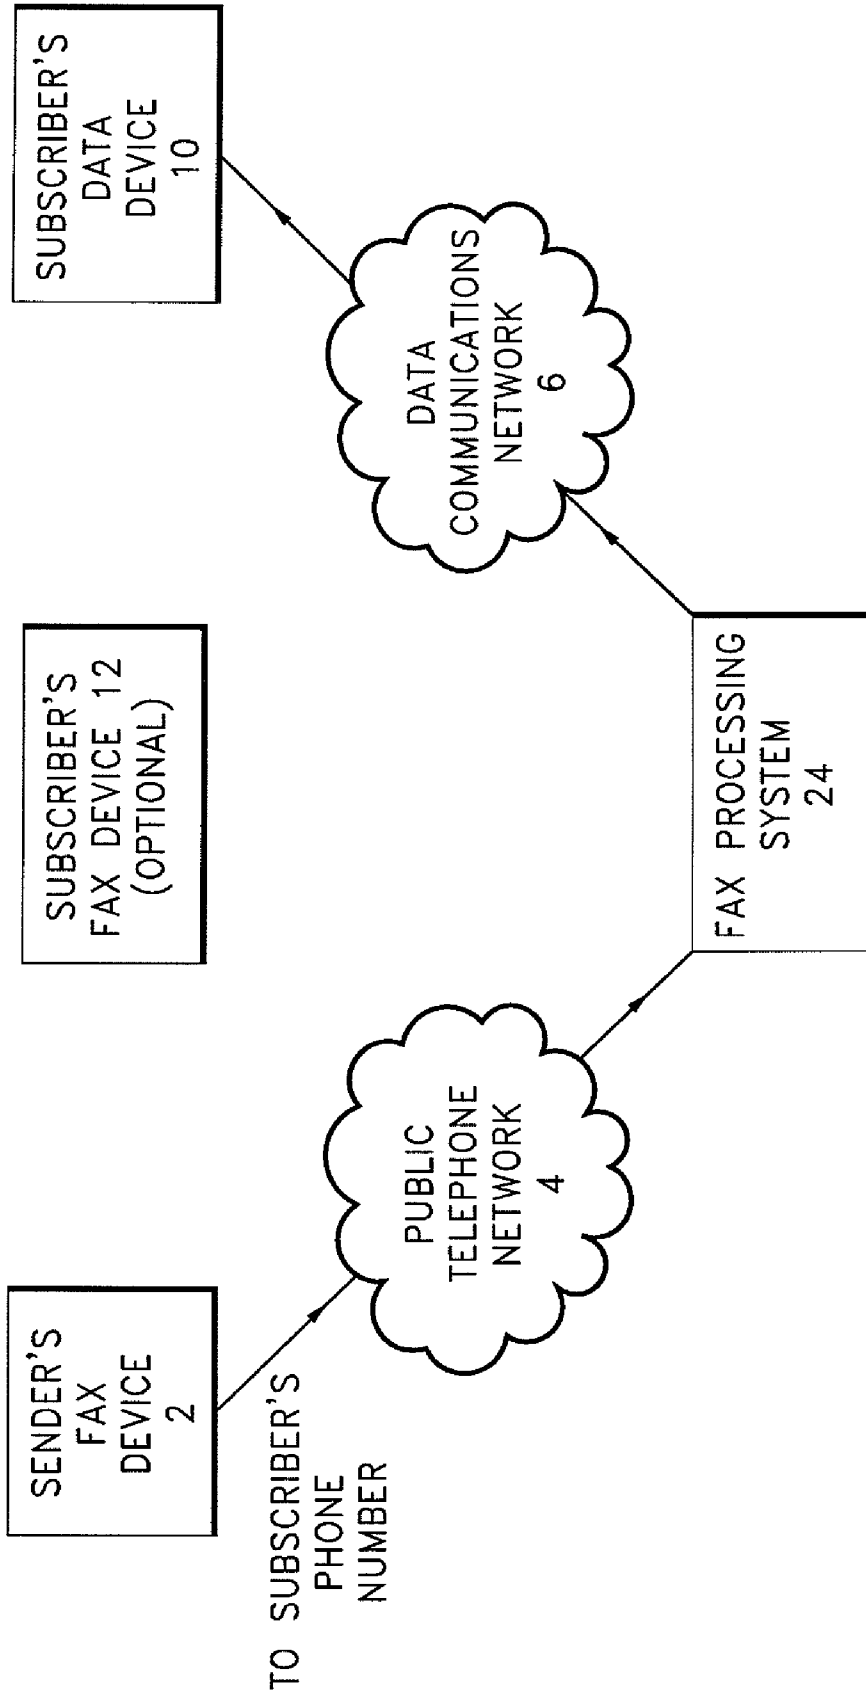 SENDER'S
FAX
DEVICE
2
TO SUBSCRIBER'S
PHONE
NUMBER
PUBLIC
TELEPHONE
NETWORK
4
SUBSCRIBER'S
FAX DEVICE 12
(OPTIONAL)
FAX PROCESSING
SYSTEM
24
DATA
COMMUNICATIONS
NETWORK
6
SUBSCRIBER'S
DATA
DEVICE
10